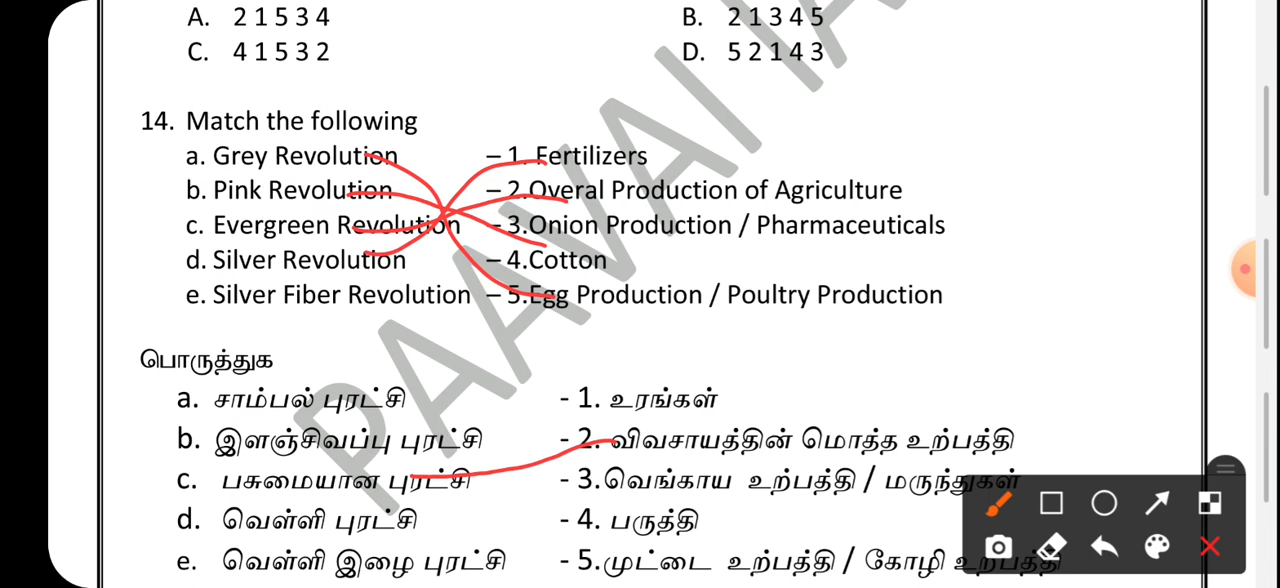 A. 2 1 5 3 4
B. 2 1 3 4 5
C. 4 1 5 3 2
D. 5 2 1 4 3
14. Match the following
a. Grey Revolution – 1. Fertilizers
b. Pink Revolution – 2.Overal Production of Agriculture
c. Evergreen Revolution – 3.Onion Production / Pharmaceuticals
d. Silver Revolution – 4.Cotton
e. Silver Fiber Revolution – 5.Egg Production / Poultry Production
பொருத்துக
a. சாம்பல் புரட்சி - 1. உரங்கள்
b. இளஞ்சிவப்பு புரட்சி - 2. விவசாயத்தின் மொத்த உற்பத்தி
c. பசுமையான புரட்சி - 3.வெங்காய உற்பத்தி / மருந்துகள்
d. வெள்ளி புரட்சி - 4. பருத்தி
e. வெள்ளி இழை புரட்சி - 5.முட்டை உற்பத்தி / கோழி உற்பத்தி
PAAVAI IA